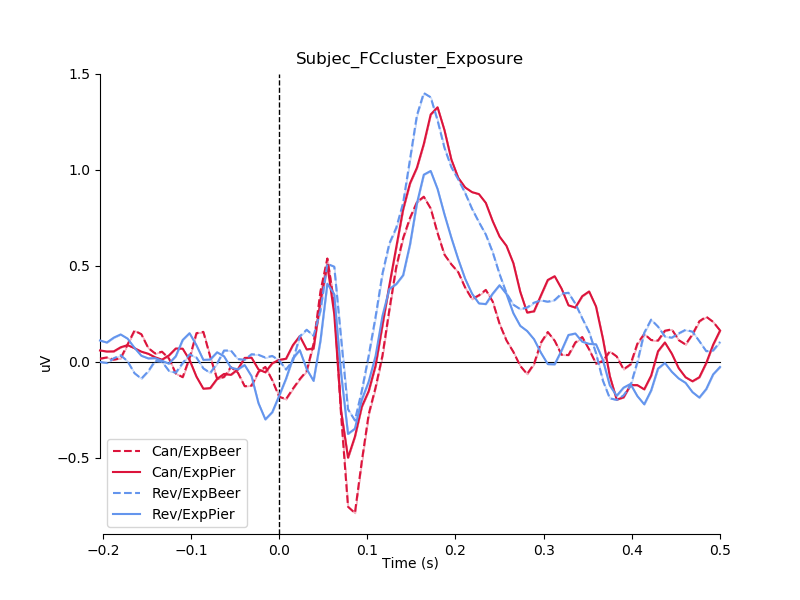 Subjec_FCcluster_Exposure
1.5
1.0
0.5
0.0
−0.5
uV
Can/ExpBeer
Can/ExpPier
Rev/ExpBeer
Rev/ExpPier
−0.2 −0.1 0.0 0.1 0.2 0.3 0.4 0.5
Time (s)